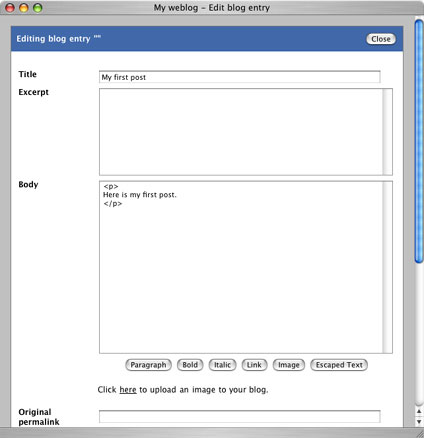 My weblog – Edit blog entry
Editing blog entry ""
Close
Title
My first post
Excerpt
Body
<p>
Here is my first post.
</p>
Paragraph Bold Italic Link Image Escaped Text
Click here to upload an image to your blog.
Original
permalink